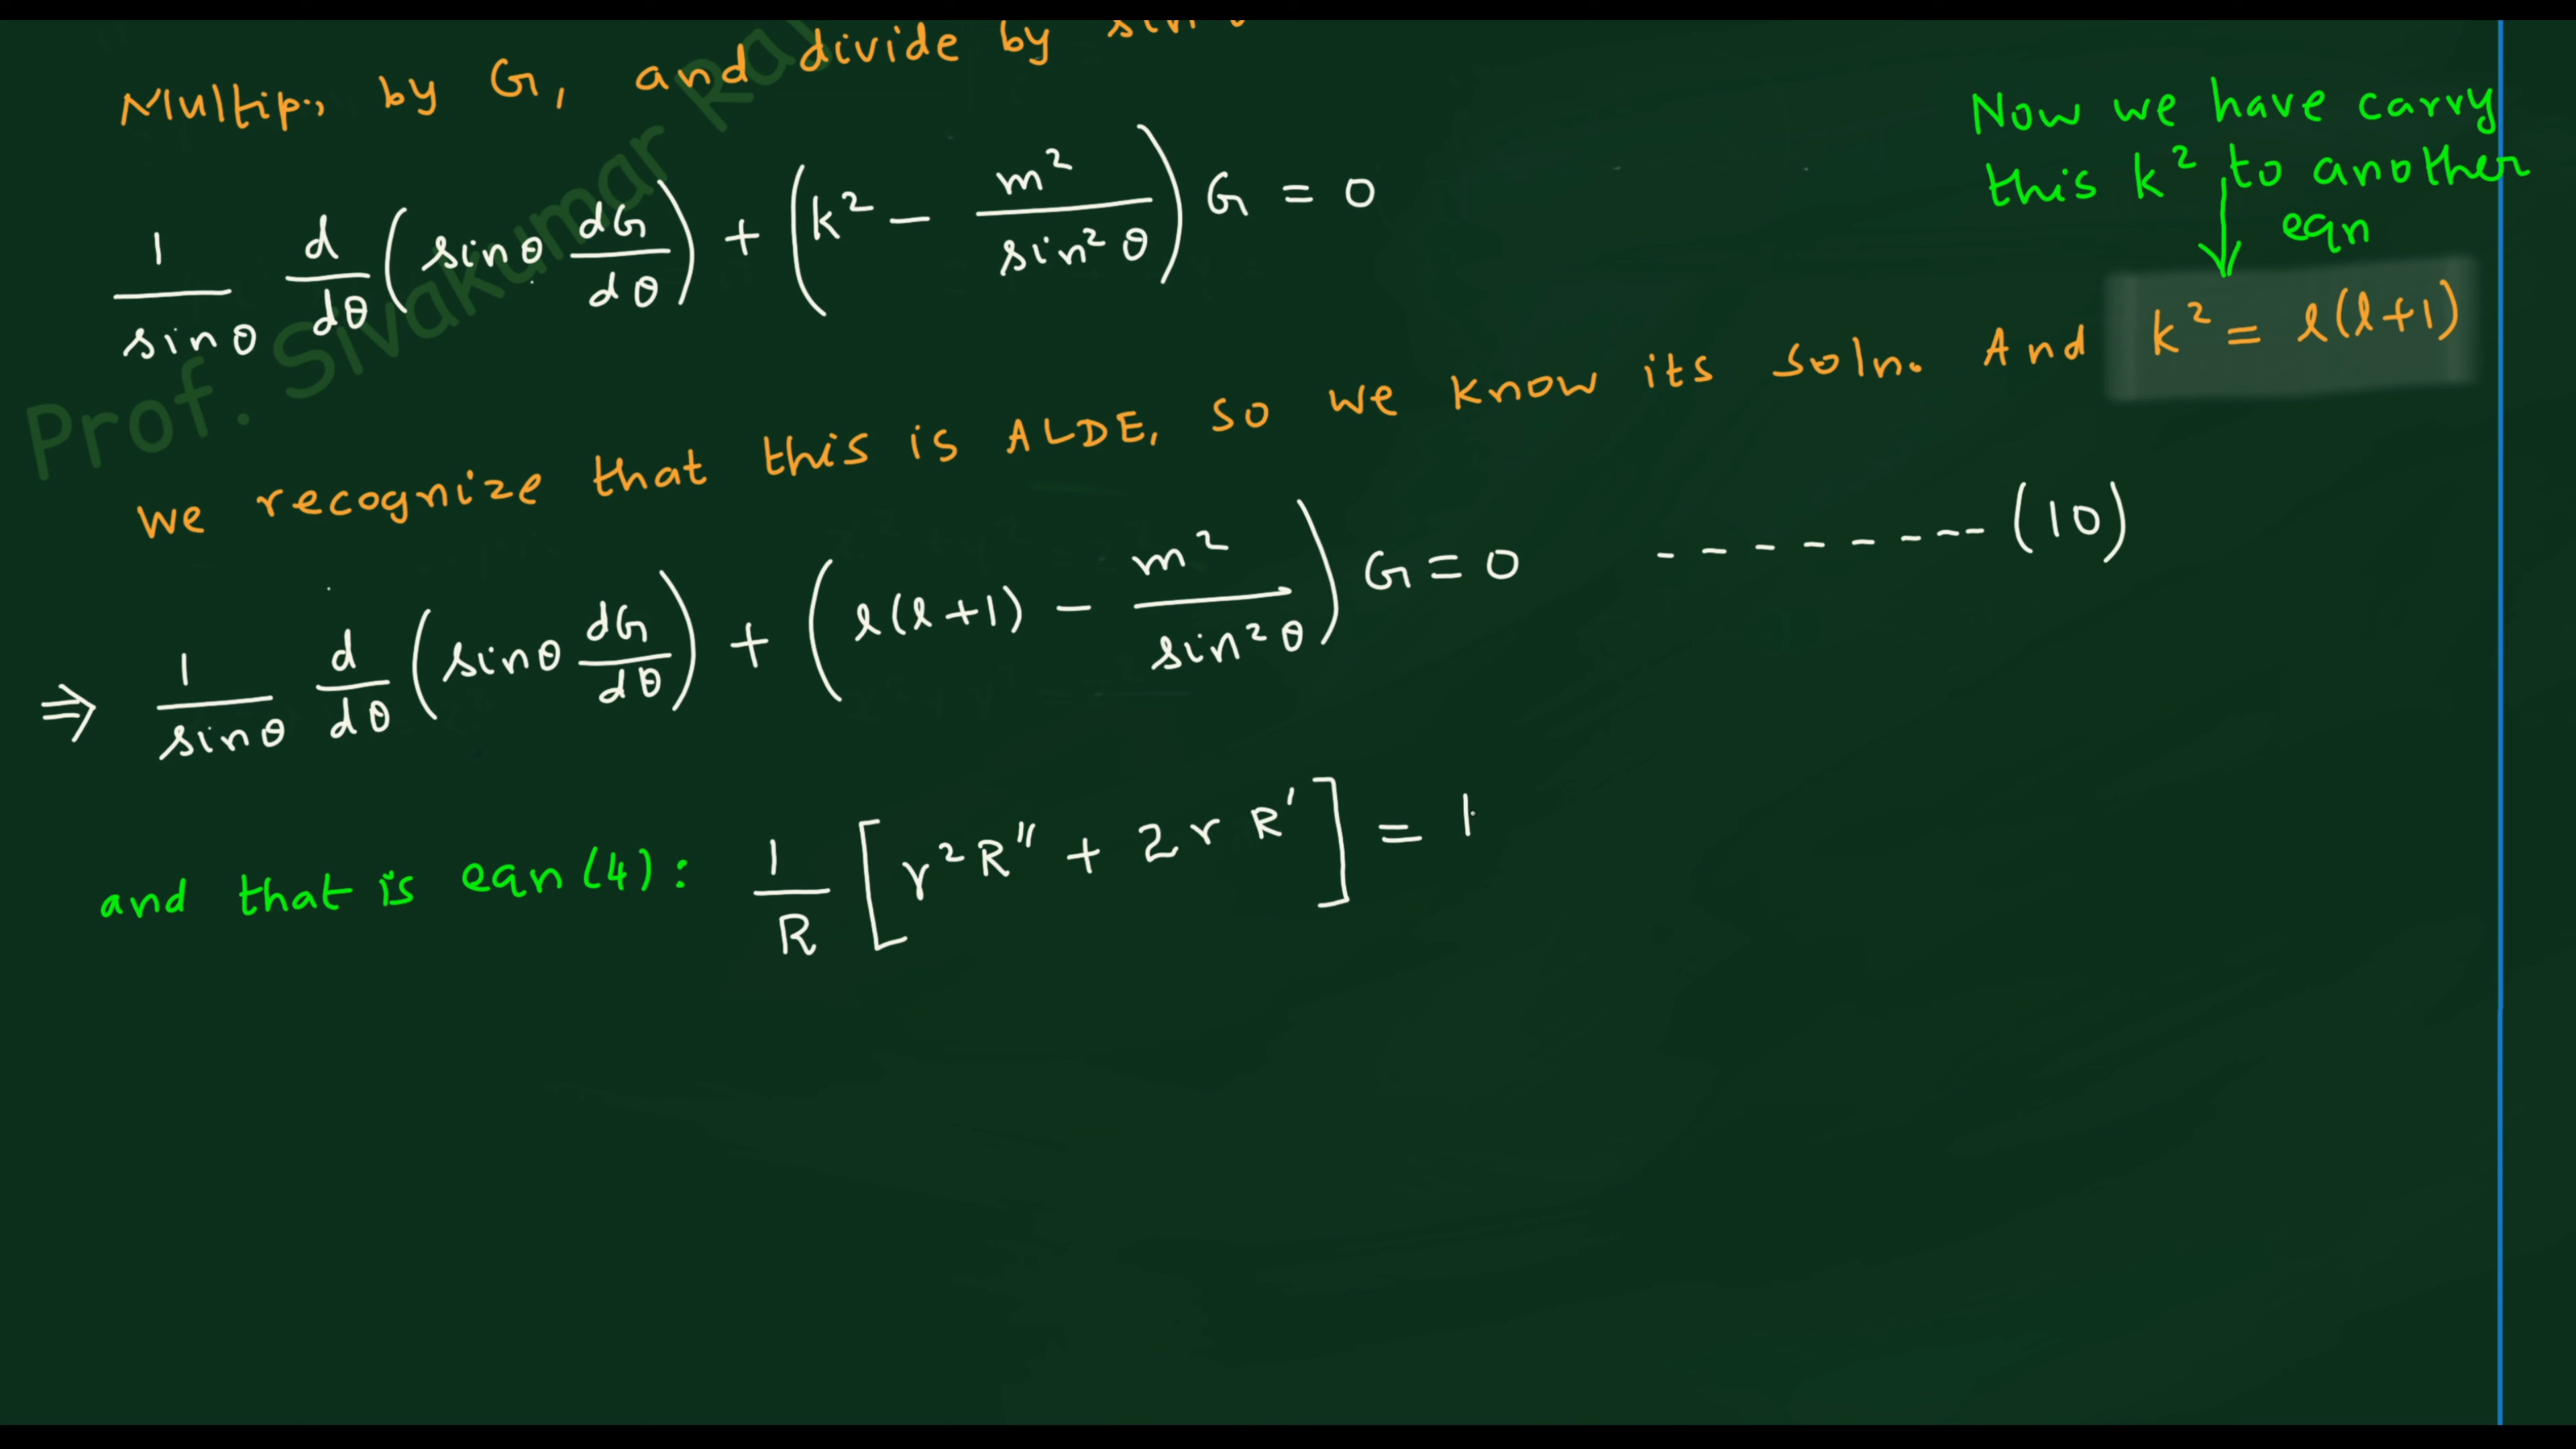 Multip. by G, and divide by sin
1/sinθ d/dθ (sinθ dG/dθ) + (k² - m²/sin²θ) G = 0
Now we have carry
this k² to another
eqn
We recognize that this is ALDE, so we know its soln. And k² = l(l+1)
⇒ 1/sinθ d/dθ (sinθ dG/dθ) + (l(l+1) - m²/sin²θ) G = 0 --------(10)
and that is eqn(4): 1/R [r²R'' + 2rR'] =
Prof. Sivakumar